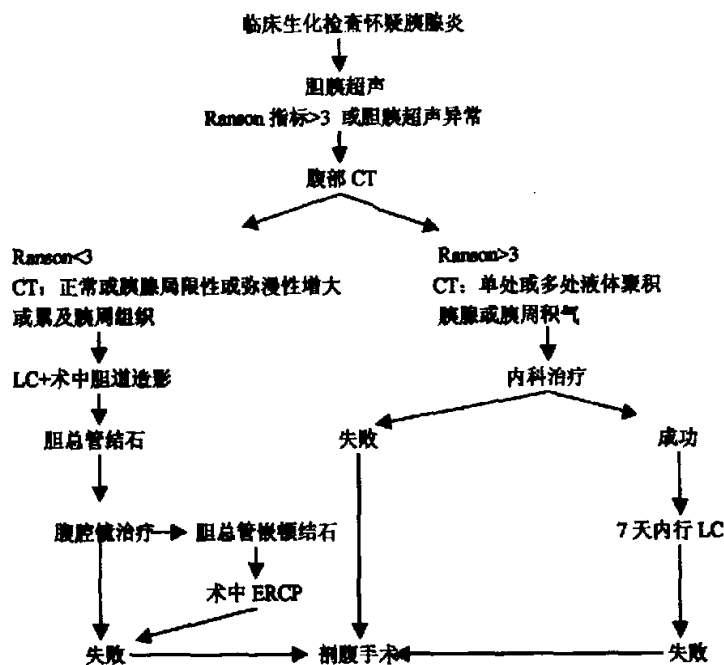 临床生化检查怀疑胰腺炎
胆胰超声
Ranson 指标>3 或胆胰超声异常
腹部 CT
Ranson<3
CT：正常或胰腺局限性或弥漫性增大
或累及胰周组织
Ranson>3
CT：单处或多处液体聚积
胰腺或胰周积气
LC+术中胆道造影
内科治疗
胆总管结石
失败
成功
腹腔镜治疗
胆总管嵌顿结石
7 天内行 LC
术中 ERCP
失败
剖腹手术
失败